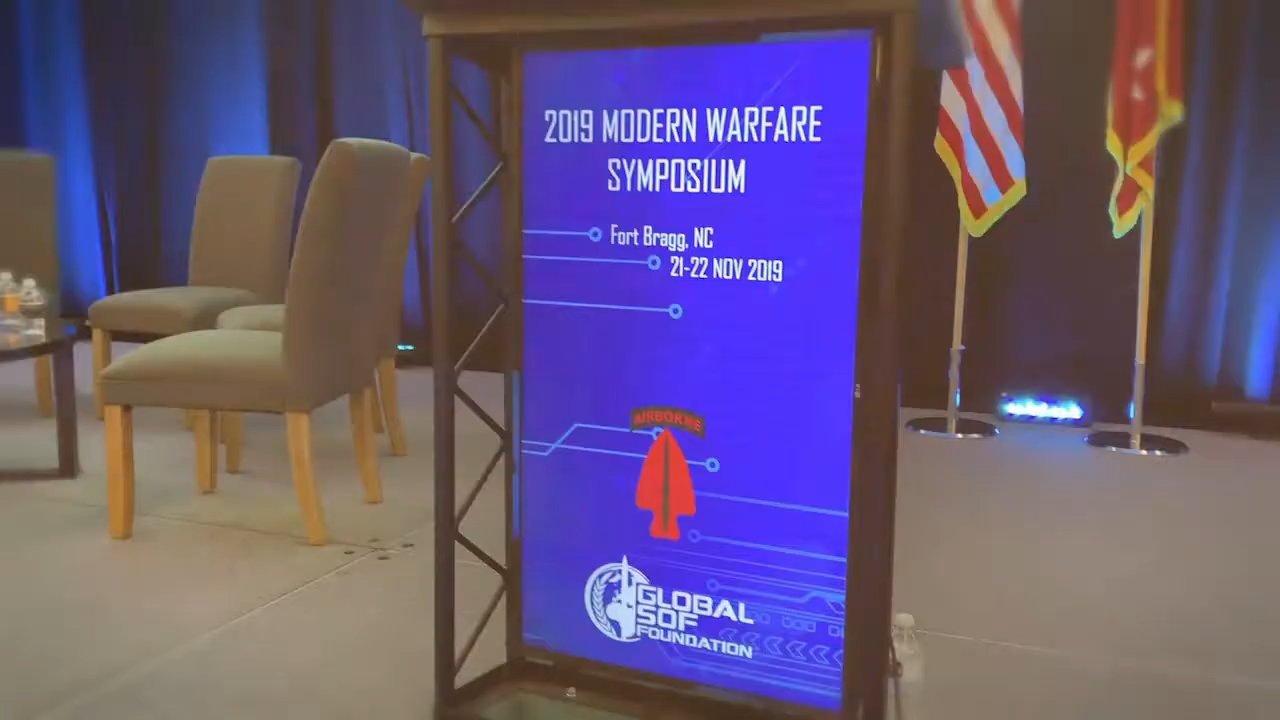 2019 MODERN WARFARE
SYMPOSIUM
Fort Bragg, NC
21-22 NOV 2019
AIRBORNE
GLOBAL
SOF
FOUNDATION